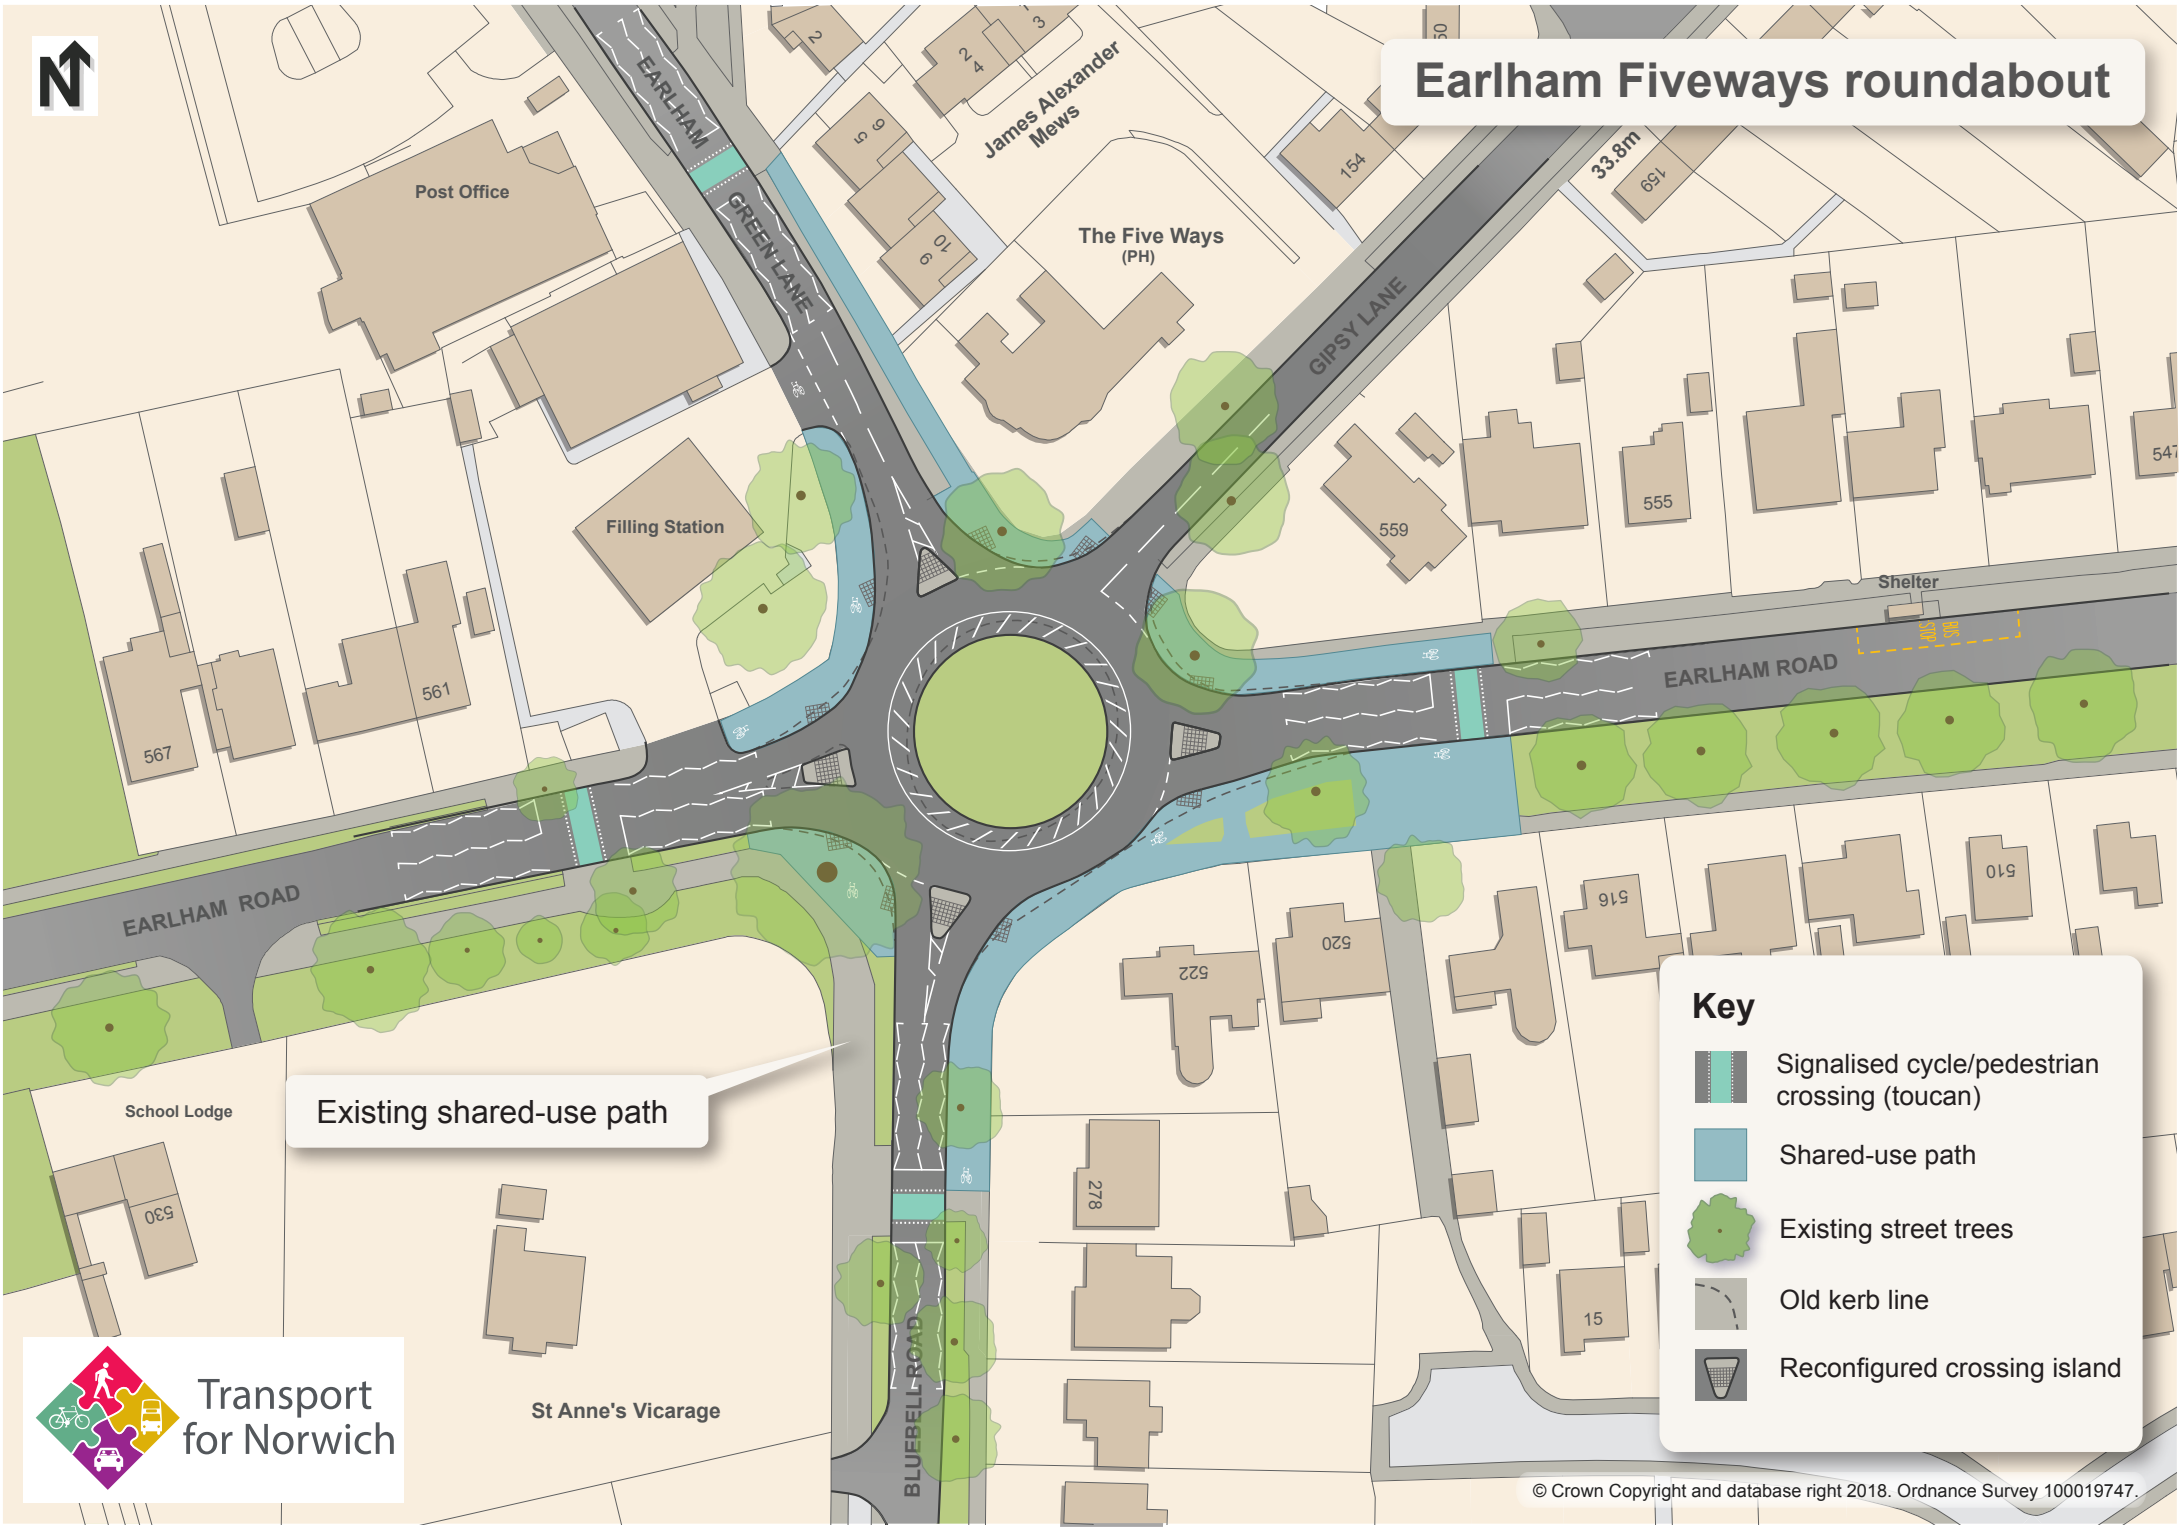 N
Earlham Fiveways roundabout
EARLHAM
GREEN LANE
2
2
4
3
50
James Alexander
Mews
5
6
9
10
Post Office
The Five Ways
(PH)
154
33.8m
159
GIPSY LANE
Filling Station
559
555
547
Shelter
BUS
STOP
EARLHAM ROAD
567
561
EARLHAM ROAD
522
520
516
510
Existing shared-use path
School Lodge
530
278
15
St Anne's Vicarage
BLUEBELL ROAD
Key
Signalised cycle/pedestrian
crossing (toucan)
Shared-use path
Existing street trees
Old kerb line
Reconfigured crossing island
Transport
for Norwich
© Crown Copyright and database right 2018. Ordnance Survey 100019747.